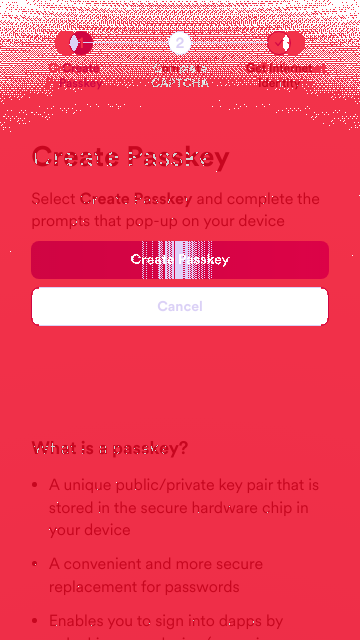 2
Create
Passkey
CAPTCHA
Get Internet
Identity
Create Passkey
Select Create Passkey and complete the
prompts that pop-up on your device
Create Passkey
Cancel
What is a passkey?
• A unique public/private key pair that is
stored in the secure hardware chip in
your device
• A convenient and more secure
replacement for passwords
• Enables you to sign into dapps by